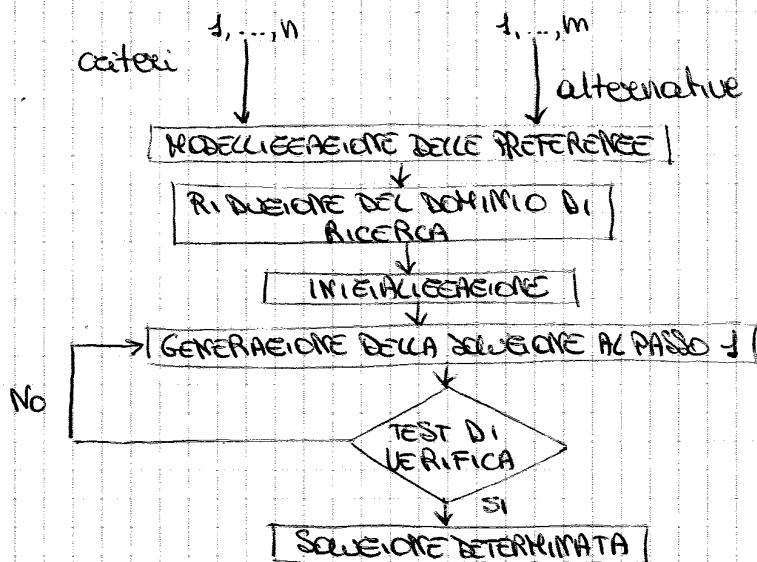 1,...,n
1,...,m
criteri
alternative
MODELLIZZAZIONE DELLE PREFERENZE
RIDUZIONE DEL DOMINIO DI
RICERCA
INIZIALIZZAZIONE
GENERAZIONE DELLA SOLUZIONE AL PASSO 1
No
TEST DI
VERIFICA
SI
SOLUZIONE DETERMINATA